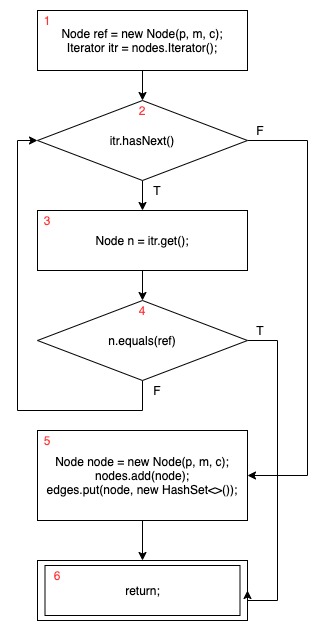 1
Node ref = new Node(p, m, c);
Iterator itr = nodes.Iterator();
2
itr.hasNext()
F
T
3
Node n = itr.get();
4
n.equals(ref)
T
F
5
Node node = new Node(p, m, c);
nodes.add(node);
edges.put(node, new HashSet<>());
6
return;